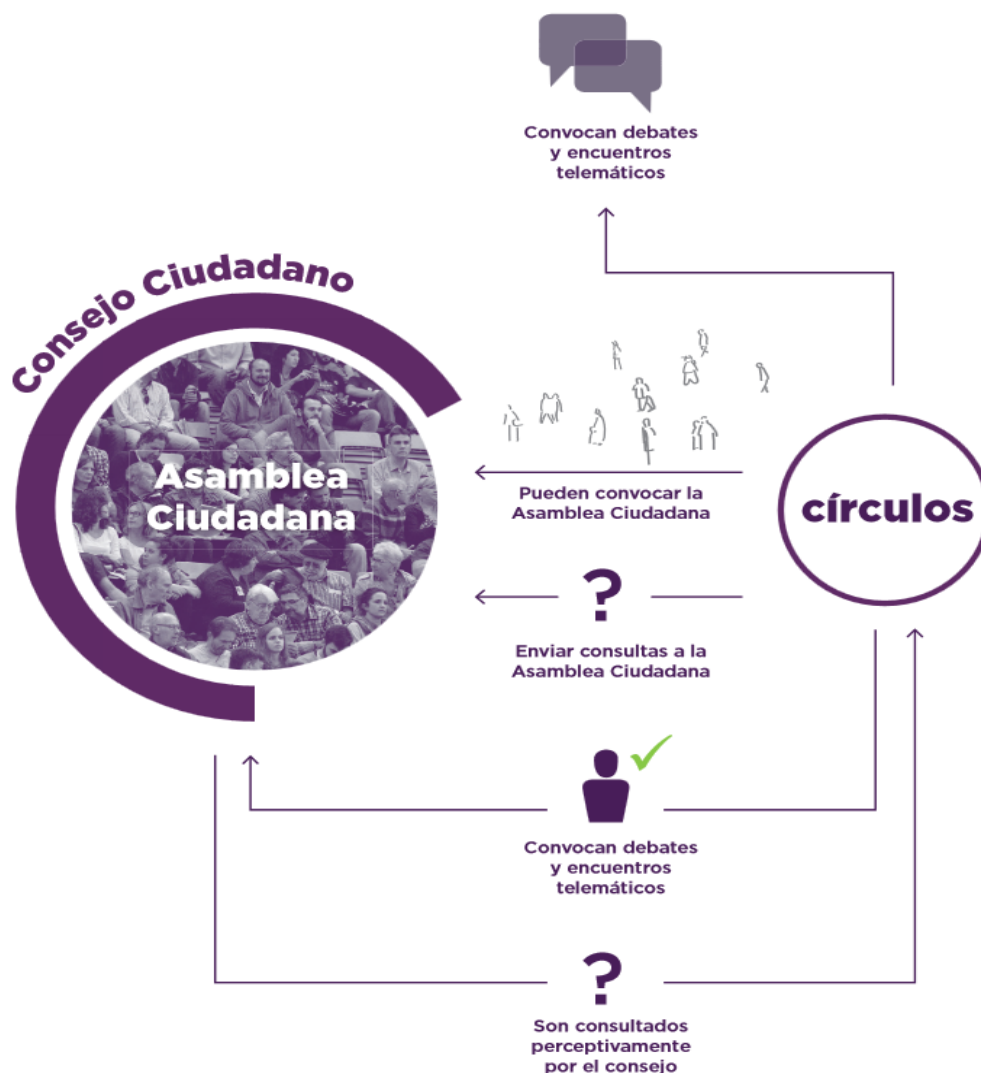 Convocan debates
y encuentros
telemáticos
Consejo Ciudadano
Asamblea
Ciudadana
Pueden convocar la
Asamblea Ciudadana
círculos
?
Enviar consultas a la
Asamblea Ciudadana
Convocan debates
y encuentros
telemáticos
?
Son consultados
perceptivamente
por el consejo